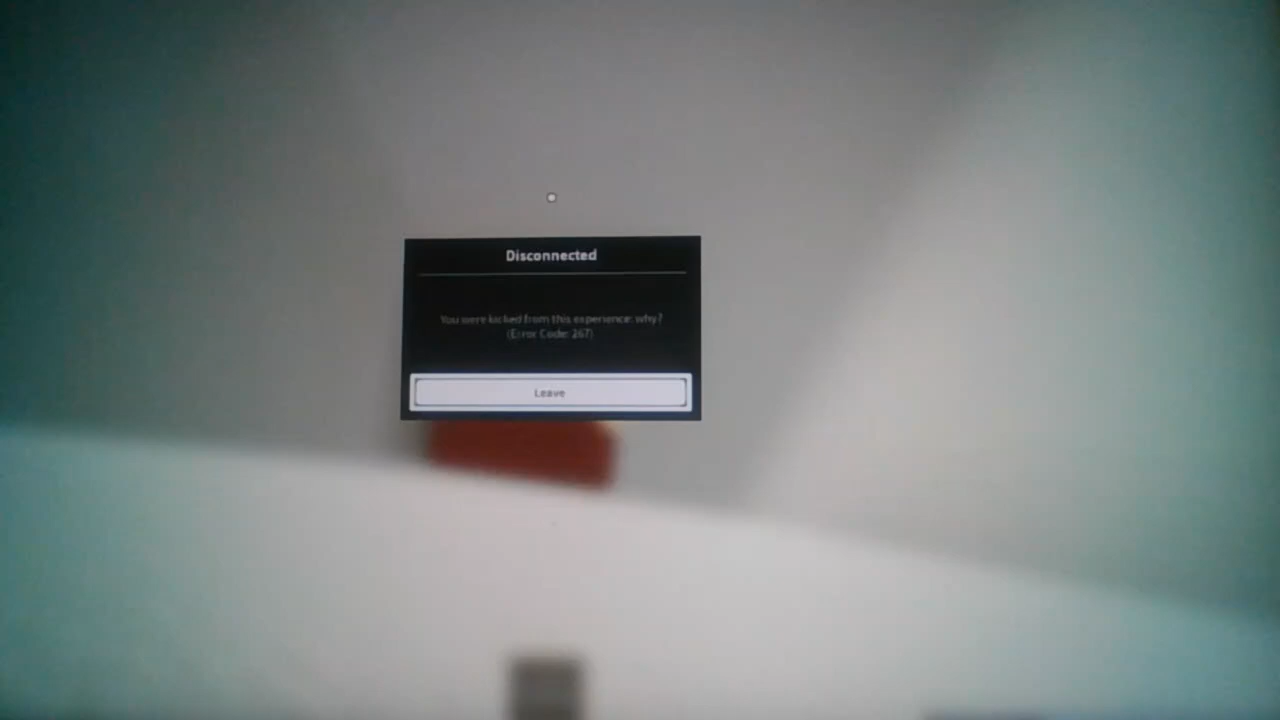 Disconnected
You were kicked from this experience: why?
(Error Code: 267)
Leave